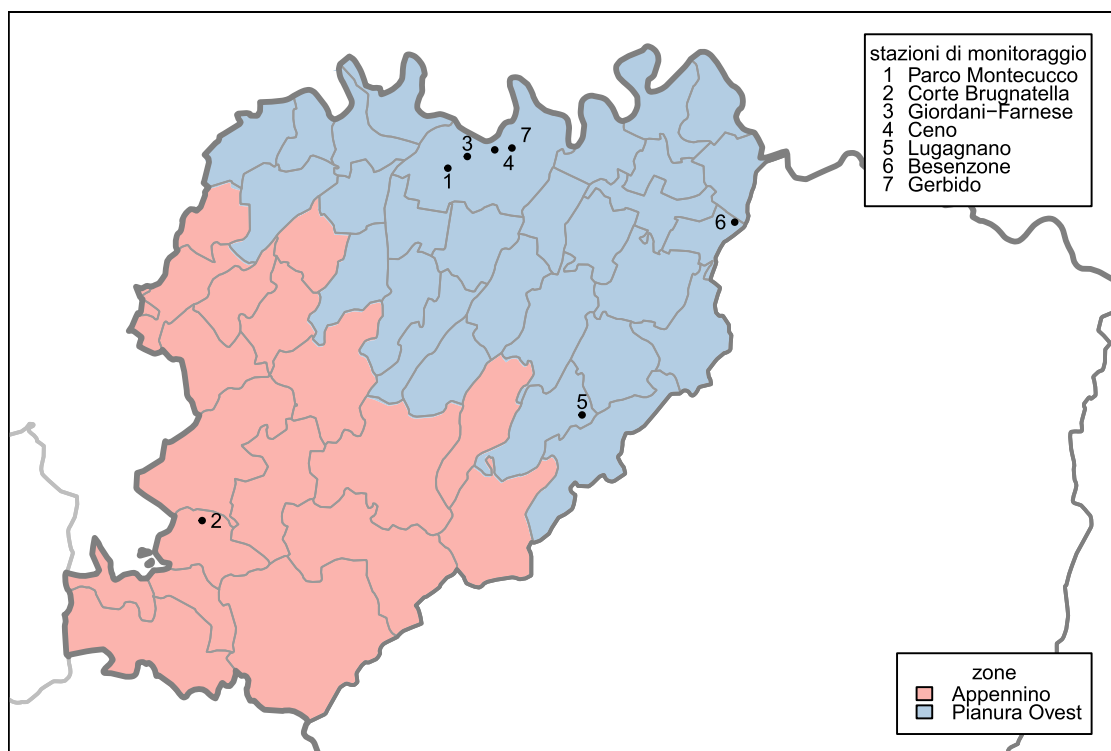 stazioni di monitoraggio
1 Parco Montecucco
2 Corte Brugnatella
3 Giordani−Farnese
4 Ceno
5 Lugagnano
6 Besenzone
7 Gerbido
3
7
4
1
6
5
2
zone
Appennino
Pianura Ovest